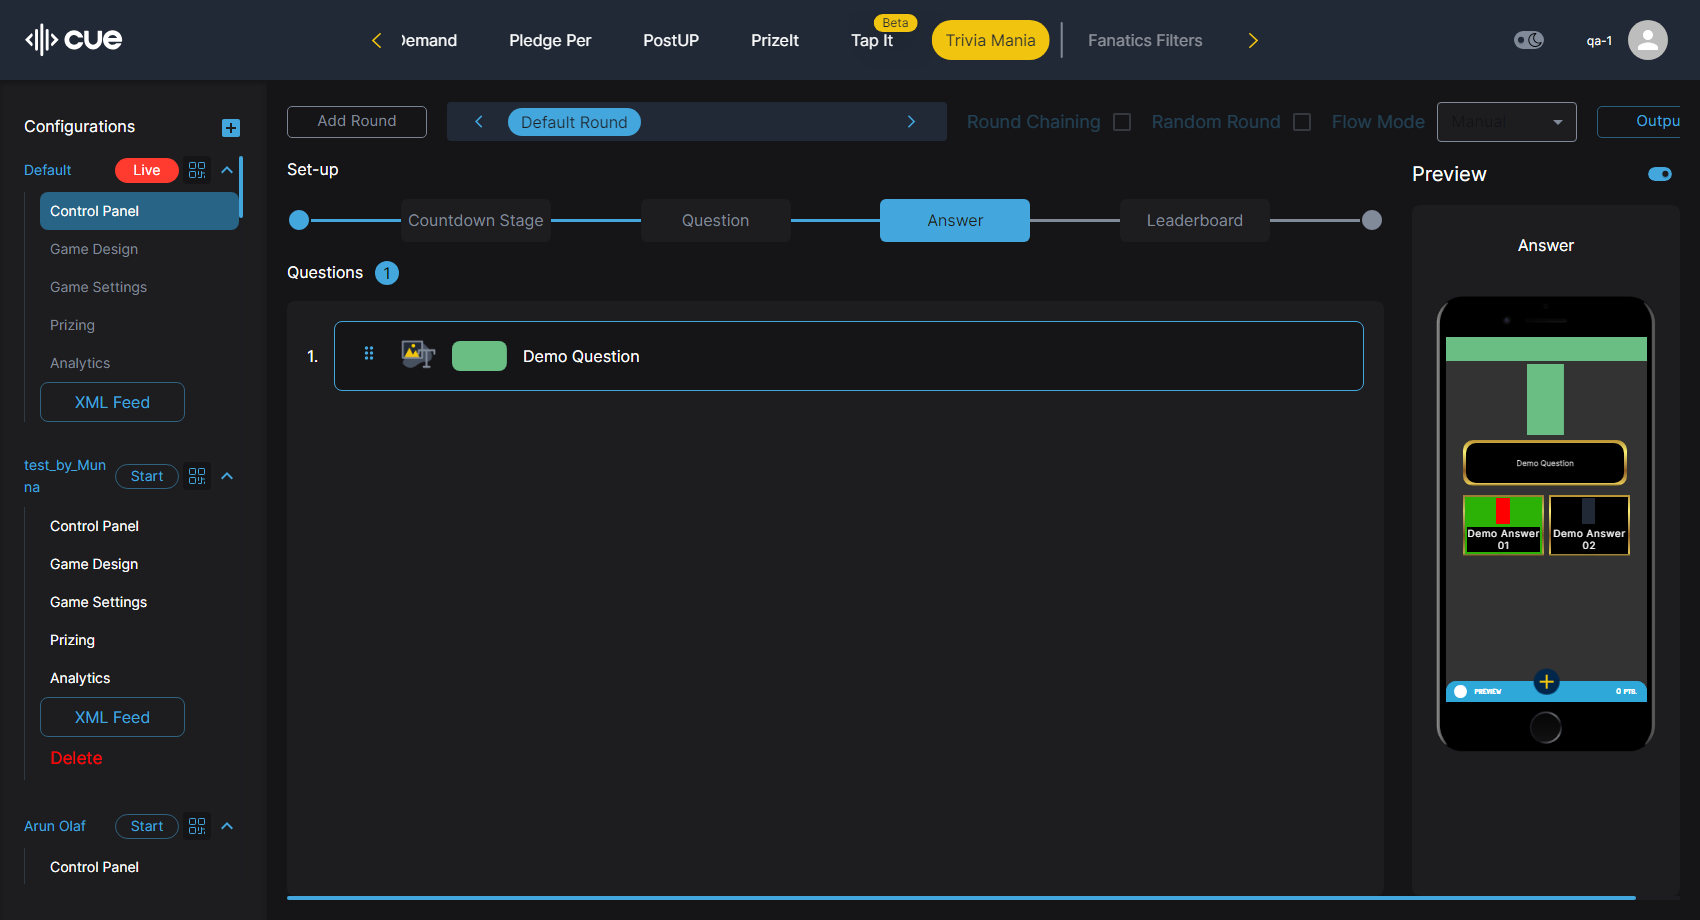 cue
Demand
Pledge Per
PostUP
PrizeIt
Tap It
Beta
Trivia Mania
Fanatics Filters
qa-1
Configurations
Default
Live
Control Panel
Game Design
Game Settings
Prizing
Analytics
XML Feed
test_by_Mun
na
Start
Control Panel
Game Design
Game Settings
Prizing
Analytics
XML Feed
Delete
Arun Olaf
Start
Control Panel
Add Round
Default Round
Round Chaining
Random Round
Flow Mode
Manual
Outpu
Set-up
Countdown Stage
Question
Answer
Leaderboard
Questions 1
1.
Demo Question
Preview
Answer
Demo Question
Demo Answer
01
Demo Answer
02
PREVIEW
0 PTS.